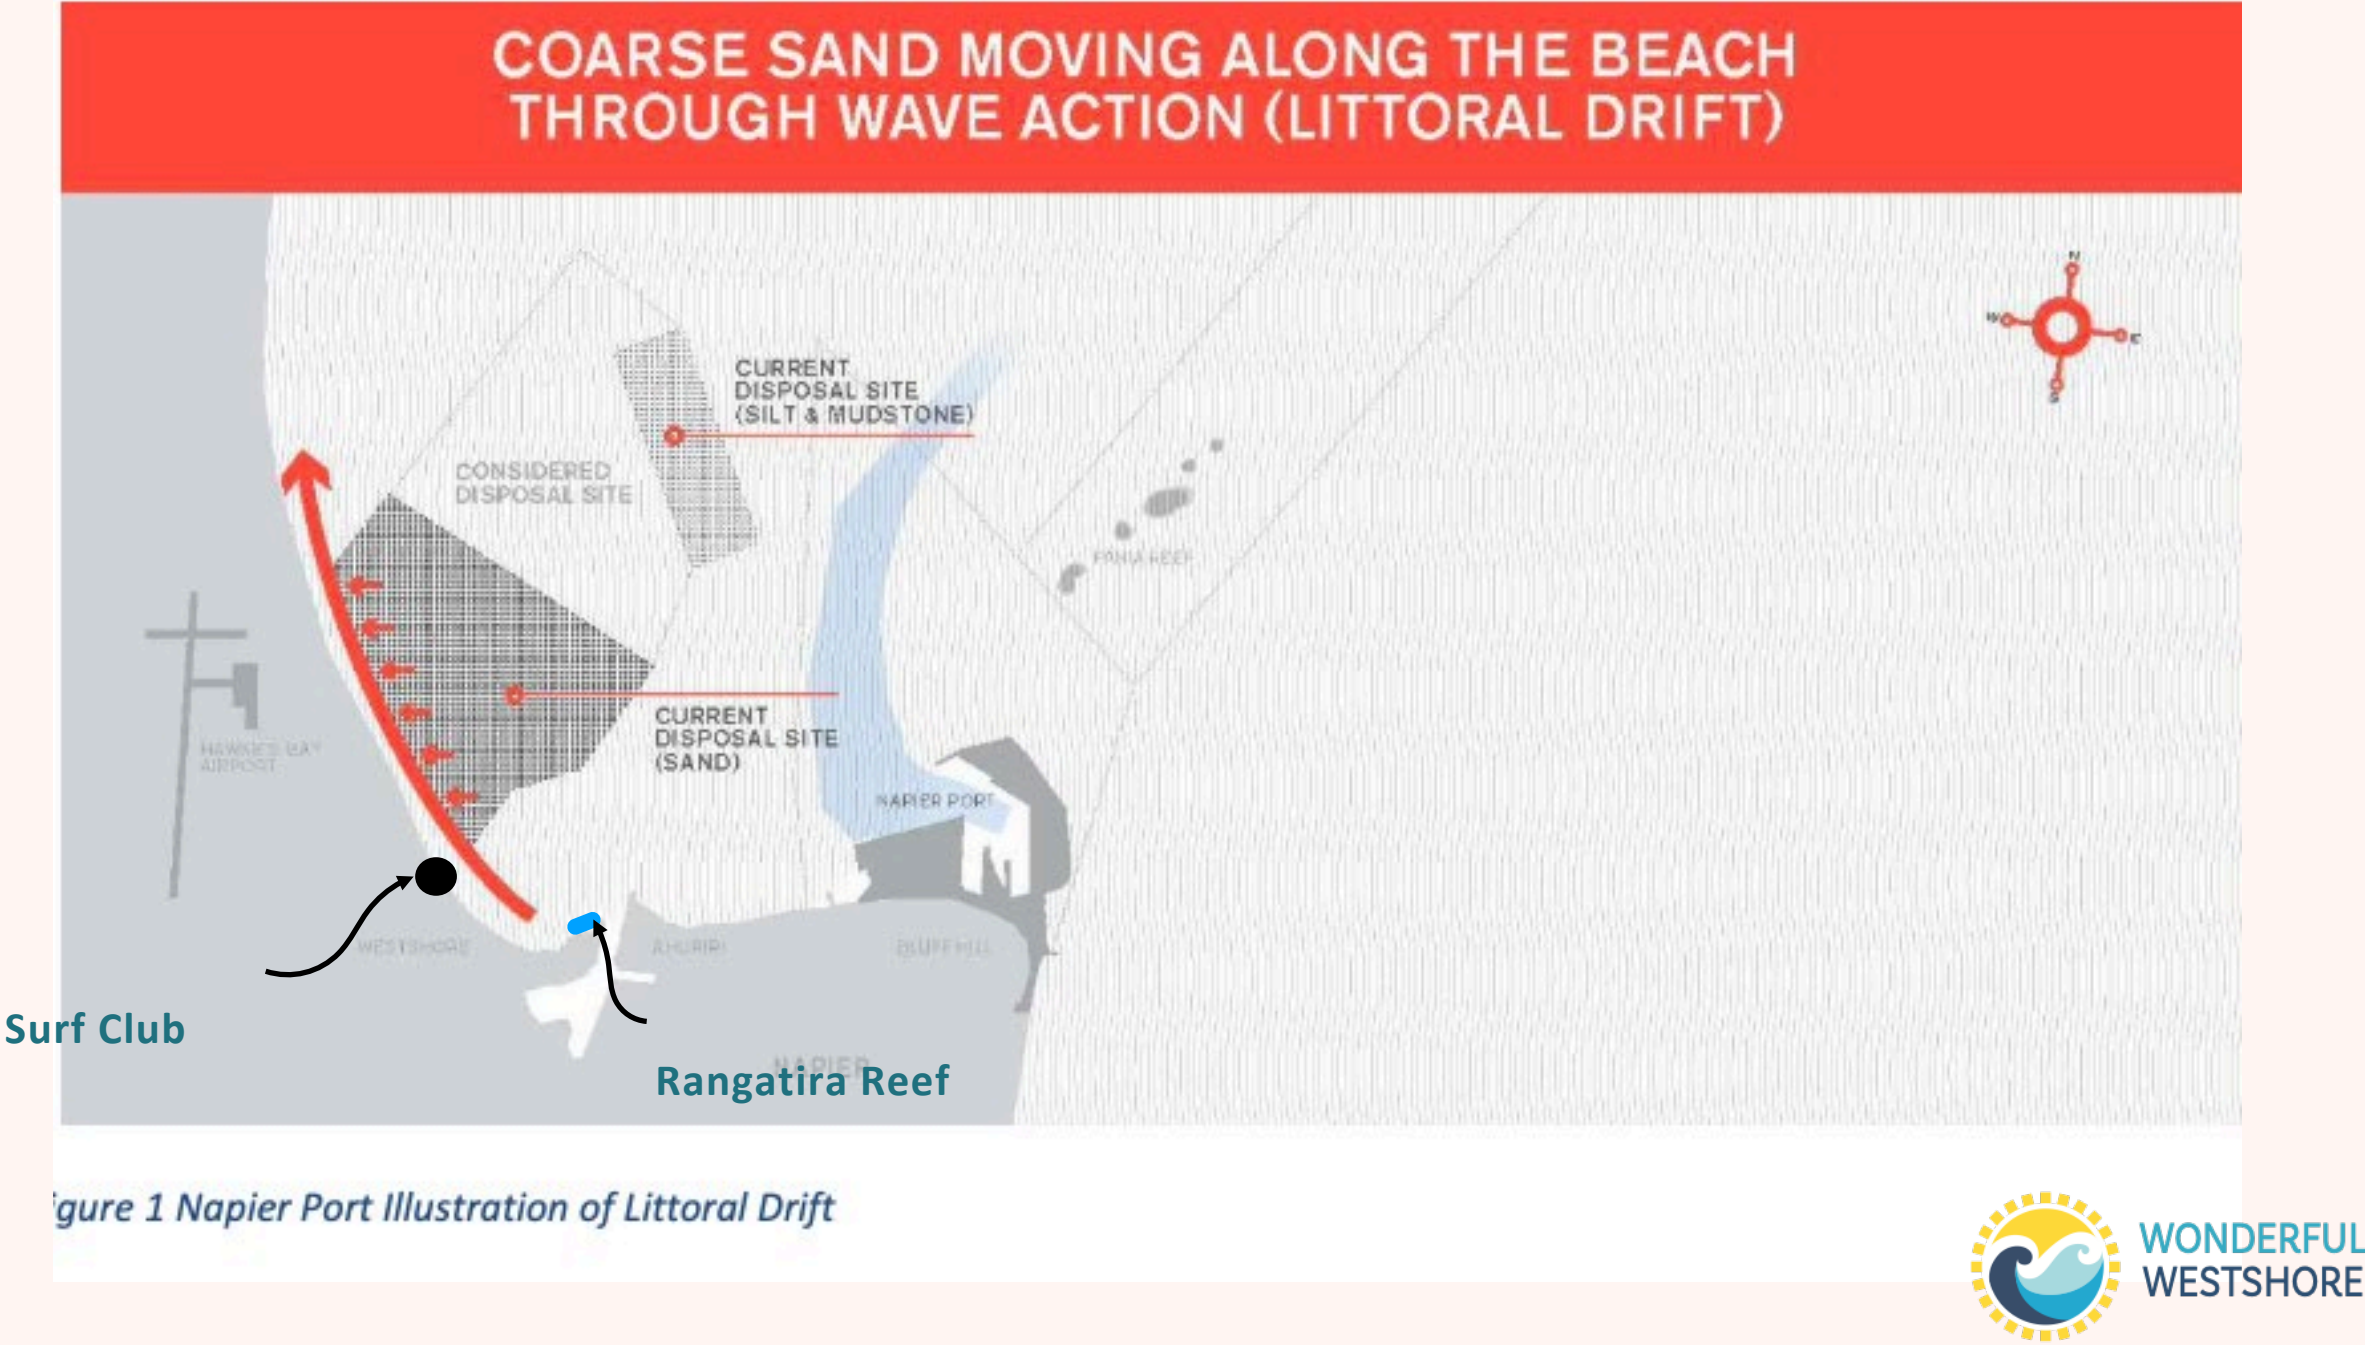 COARSE SAND MOVING ALONG THE BEACH
THROUGH WAVE ACTION (LITTORAL DRIFT)
N
W
E
S
CURRENT
DISPOSAL SITE
(SILT & MUDSTONE)
CONSIDERED
DISPOSAL SITE
PANIA REEF
CURRENT
DISPOSAL SITE
(SAND)
HAWKE'S BAY
AIRPORT
NAPIER PORT
WESTSHORE
AHURIRI
BLUFF HILL
Surf Club
NAPIER
Rangatira Reef
igure 1 Napier Port Illustration of Littoral Drift
WONDERFUL
WESTSHORE